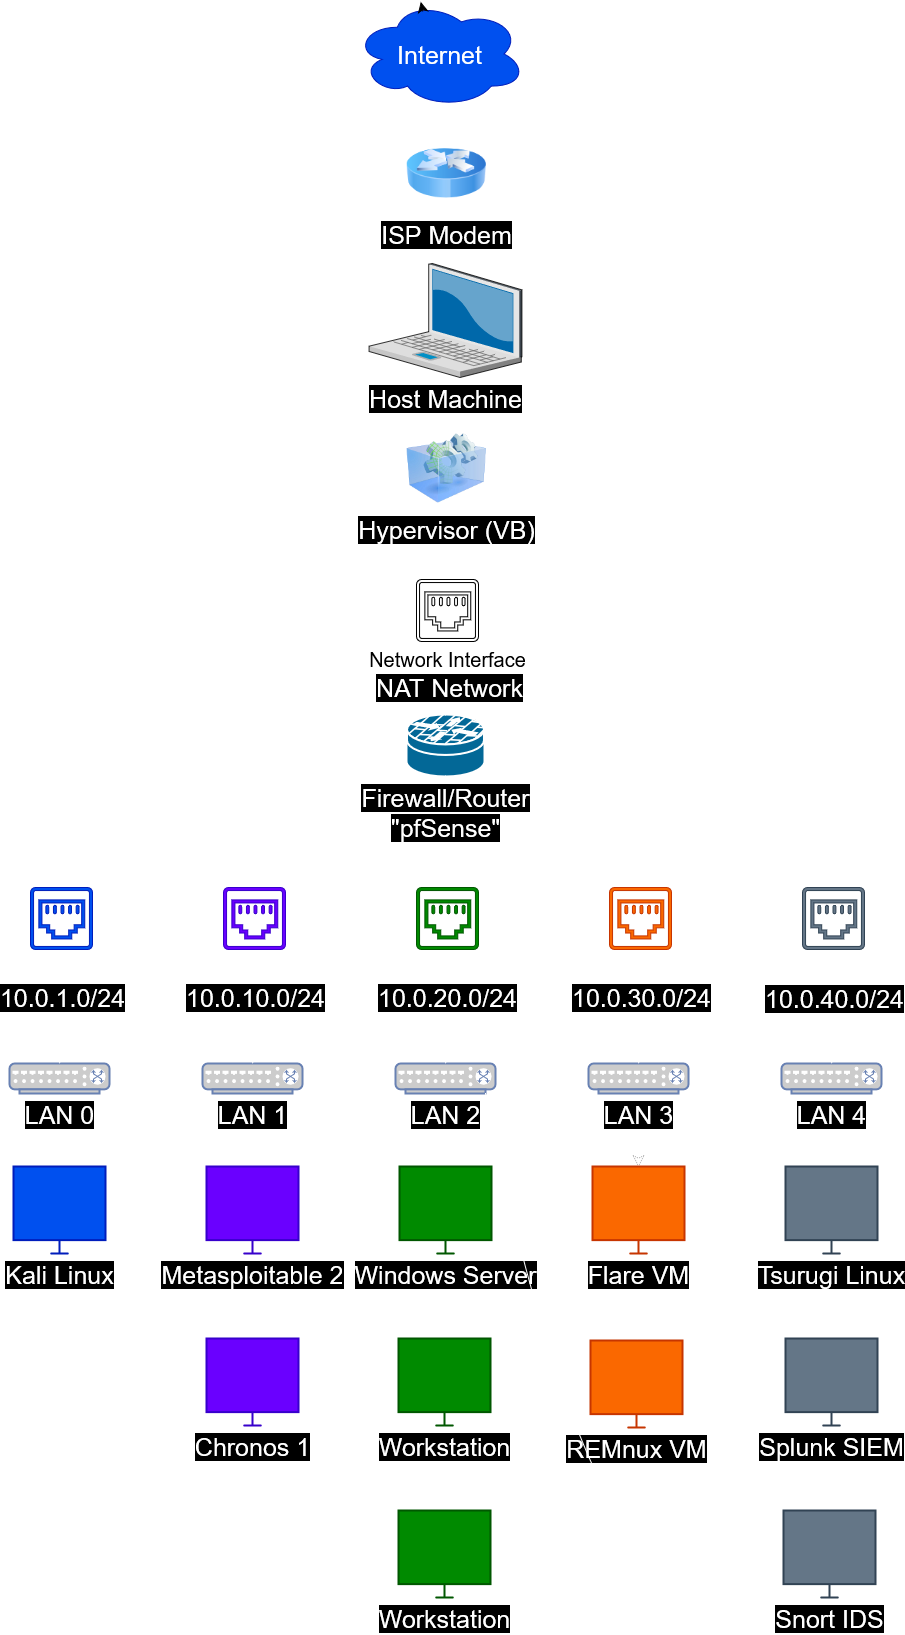 Internet
ISP Modem
Host Machine
Hypervisor (VB)
Network Interface
NAT Network
Firewall/Router
"pfSense"
10.0.1.0/24
10.0.10.0/24
10.0.20.0/24
10.0.30.0/24
10.0.40.0/24
LAN 0
LAN 1
LAN 2
LAN 3
LAN 4
Kali Linux
Metasploitable 2
Windows Server
Flare VM
Tsurugi Linux
Chronos 1
Workstation
REMnux VM
Splunk SIEM
Workstation
Snort IDS